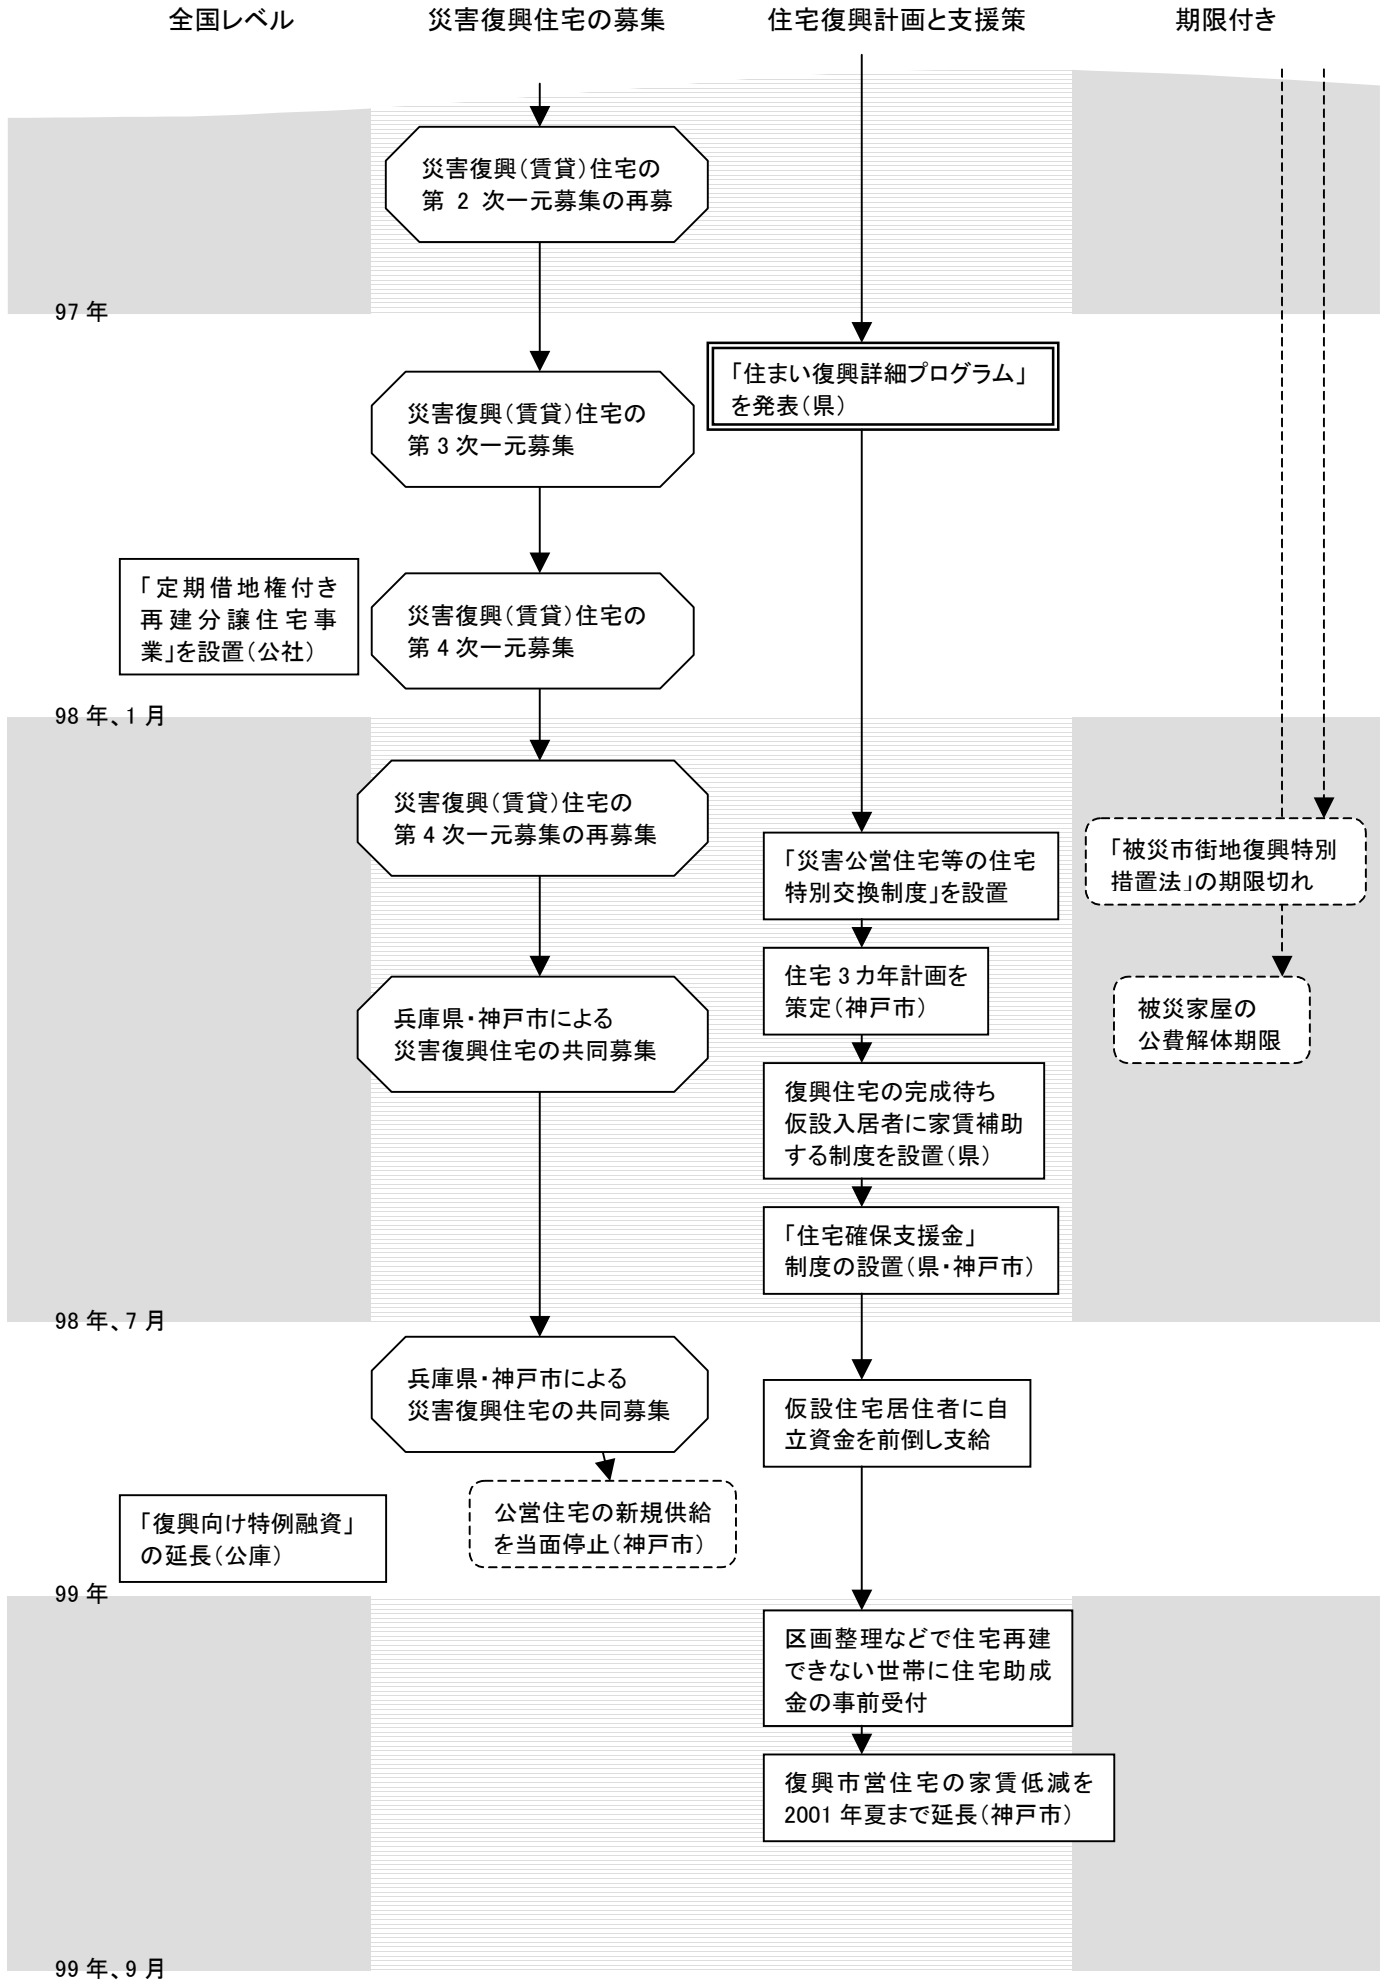 全国レベル
災害復興住宅の募集
住宅復興計画と支援策
期限付き
災害復興（賃貸）住宅の
第 2 次一元募集の再募
97 年
「住まい復興詳細プログラム」
を発表（県）
災害復興（賃貸）住宅の
第 3 次一元募集
「定期借地権付き
再建分譲住宅事
業」を設置（公社）
災害復興（賃貸）住宅の
第 4 次一元募集
98 年、1 月
災害復興（賃貸）住宅の
第 4 次一元募集の再募集
「災害公営住宅等の住宅
特別交換制度」を設置
「被災市街地復興特別
措置法」の期限切れ
住宅 3 カ年計画を
策定（神戸市）
被災家屋の
公費解体期限
兵庫県・神戸市による
災害復興住宅の共同募集
復興住宅の完成待ち
仮設入居者に家賃補助
する制度を設置（県）
「住宅確保支援金」
制度の設置（県・神戸市）
98 年、7 月
兵庫県・神戸市による
災害復興住宅の共同募集
仮設住宅居住者に自
立資金を前倒し支給
「復興向け特例融資」
の延長（公庫）
公営住宅の新規供給
を当面停止（神戸市）
99 年
区画整理などで住宅再建
できない世帯に住宅助成
金の事前受付
復興市営住宅の家賃低減を
2001 年夏まで延長（神戸市）
99 年、9 月